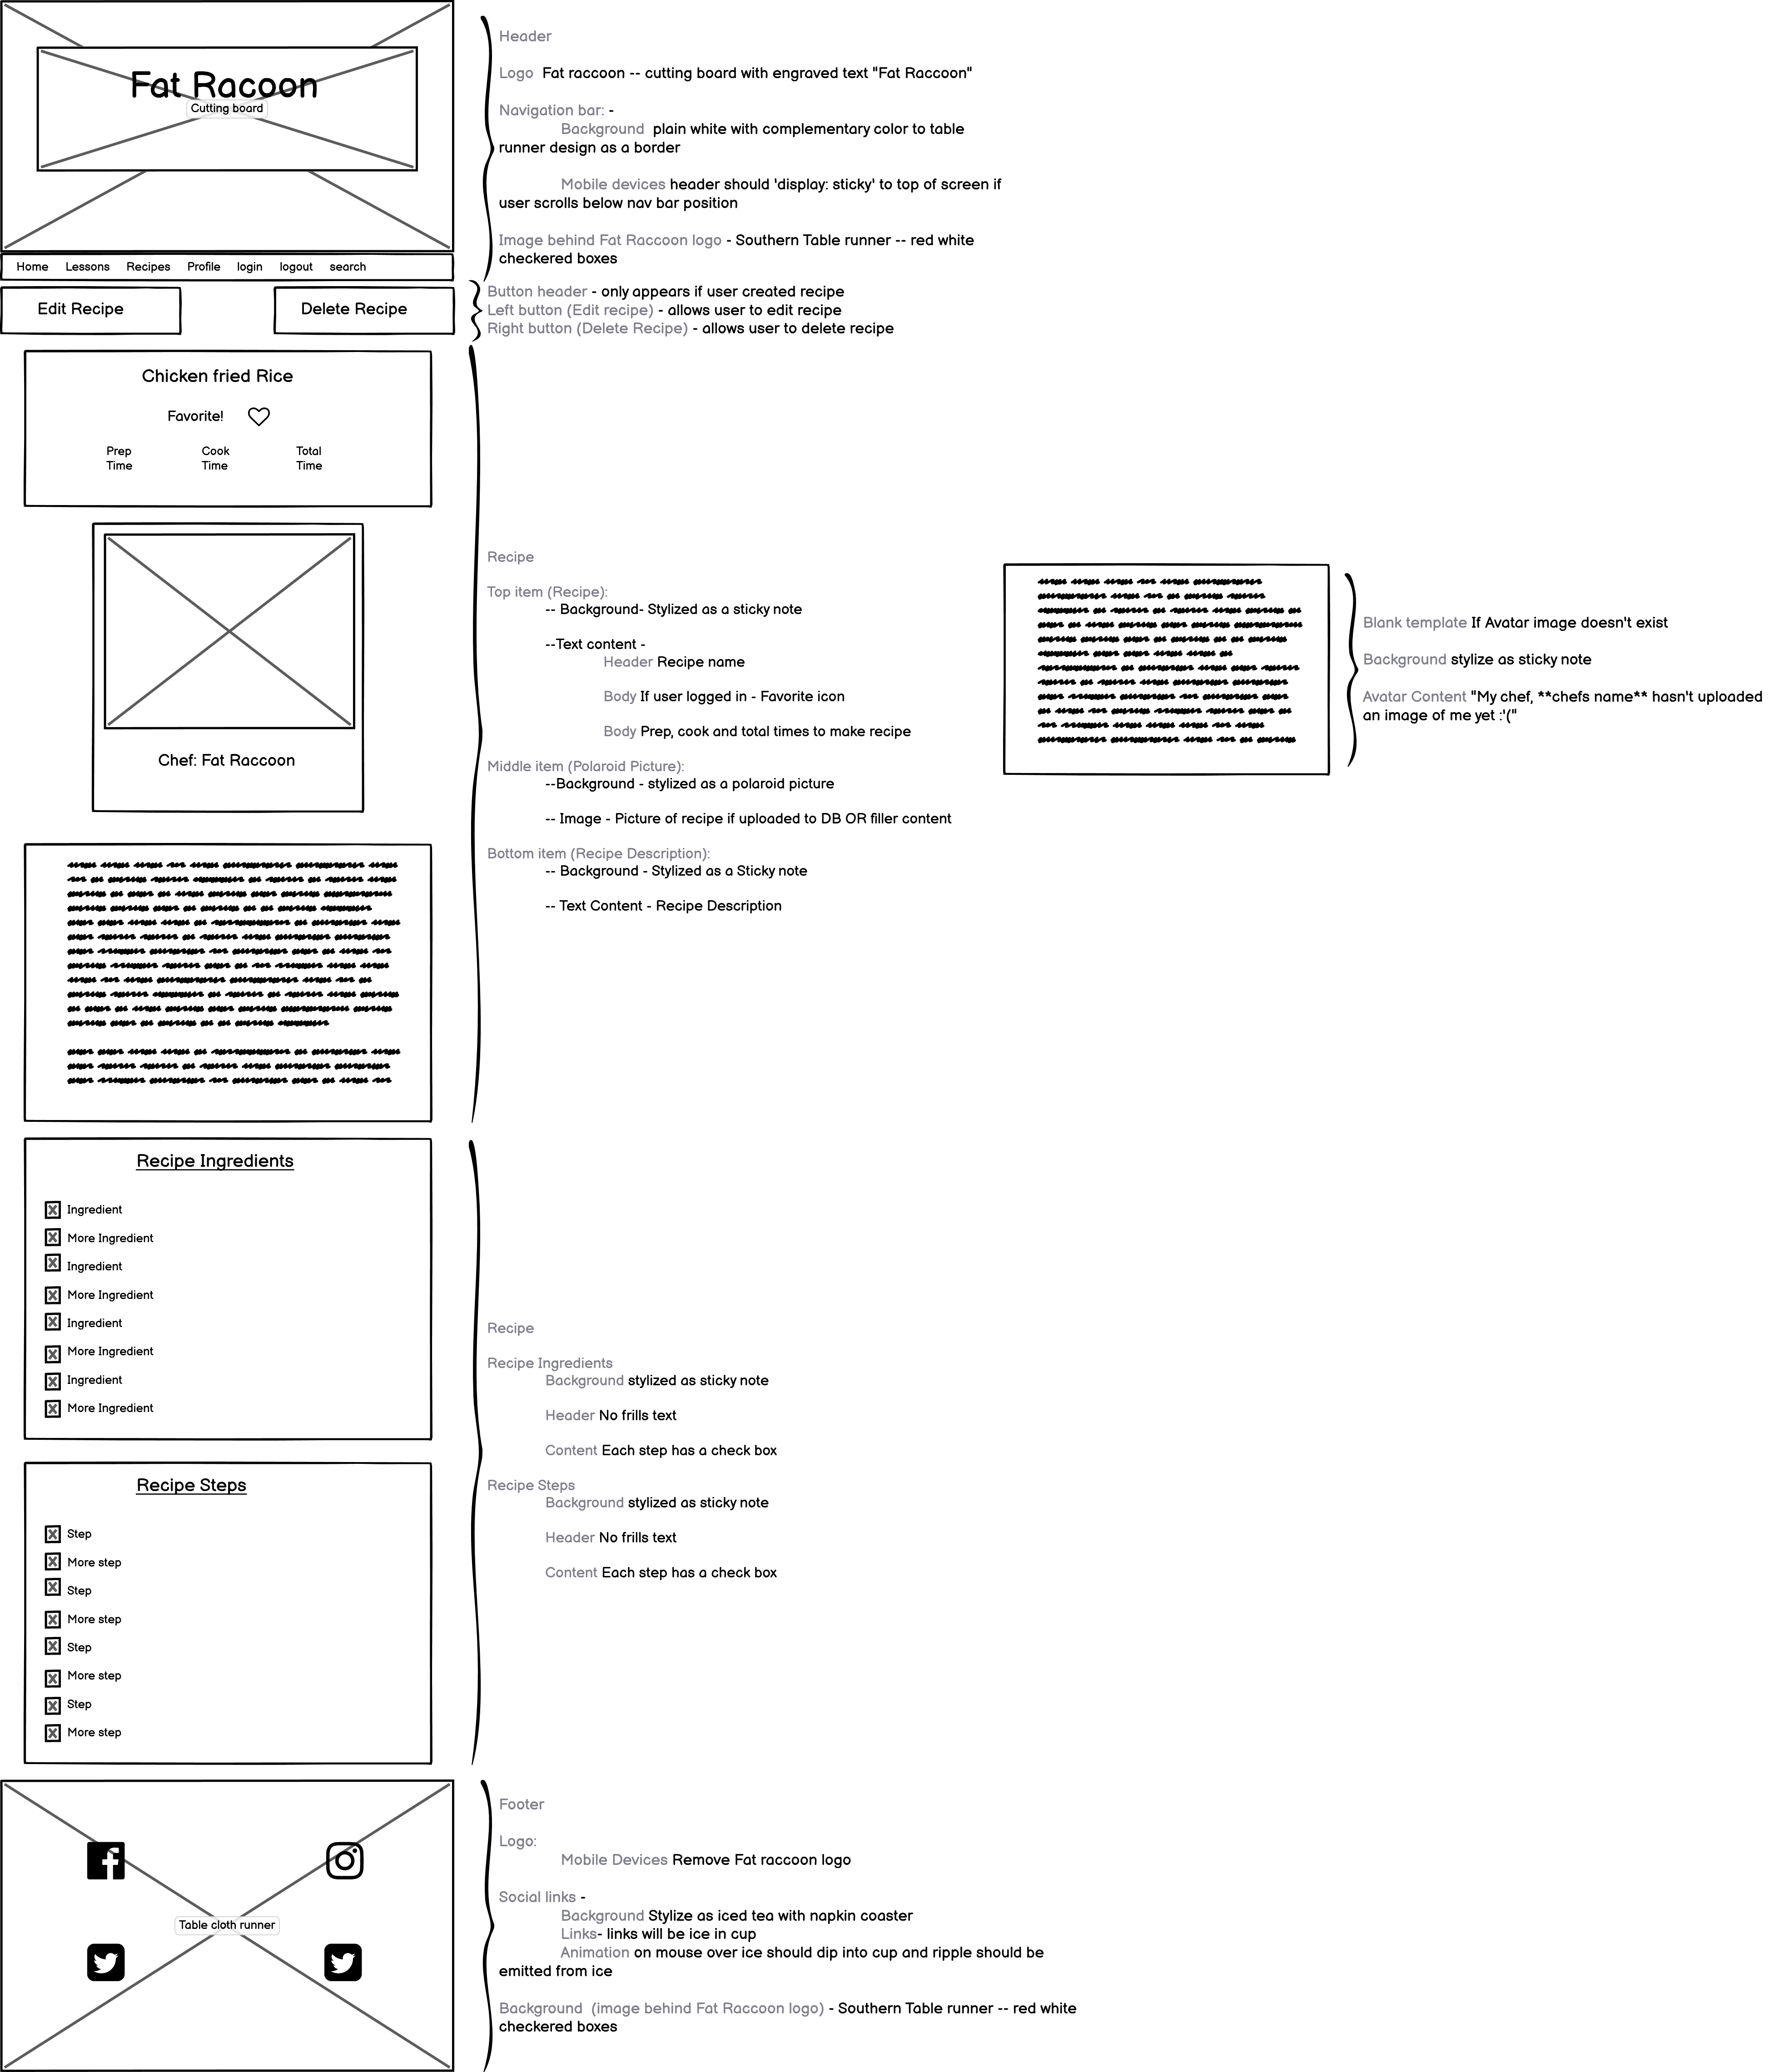 Fat Racoon
Cutting board
Home Lessons Recipes Profile login logout search
Header
Logo Fat raccoon -- cutting board with engraved text "Fat Raccoon"
Navigation bar: -
Background plain white with complementary color to table
runner design as a border
Mobile devices header should 'display: sticky' to top of screen if
user scrolls below nav bar position
Image behind Fat Raccoon logo - Southern Table runner -- red white
checkered boxes
Edit Recipe
Delete Recipe
Button header - only appears if user created recipe
Left button (Edit recipe) - allows user to edit recipe
Right button (Delete Recipe) - allows user to delete recipe
Chicken fried Rice
Favorite!
Prep
Time
Cook
Time
Total
Time
Chef: Fat Raccoon
Recipe
Top item (Recipe):
-- Background- Stylized as a sticky note
--Text content -
Header Recipe name
Body If user logged in - Favorite icon
Body Prep, cook and total times to make recipe
Middle item (Polaroid Picture):
--Background - stylized as a polaroid picture
-- Image - Picture of recipe if uploaded to DB OR filler content
Bottom item (Recipe Description):
-- Background - Stylized as a Sticky note
-- Text Content - Recipe Description
Blank template If Avatar image doesn't exist
Background stylize as sticky note
Avatar Content "My chef, **chefs name** hasn't uploaded
an image of me yet :'("
Recipe Ingredients
Ingredient
More Ingredient
Ingredient
More Ingredient
Ingredient
More Ingredient
Ingredient
More Ingredient
Recipe Steps
Step
More step
Step
More step
Step
More step
Step
More step
Recipe
Recipe Ingredients
Background stylized as sticky note
Header No frills text
Content Each step has a check box
Recipe Steps
Background stylized as sticky note
Header No frills text
Content Each step has a check box
Table cloth runner
Footer
Logo:
Mobile Devices Remove Fat raccoon logo
Social links -
Background Stylize as iced tea with napkin coaster
Links- links will be ice in cup
Animation on mouse over ice should dip into cup and ripple should be
emitted from ice
Background (image behind Fat Raccoon logo) - Southern Table runner -- red white
checkered boxes